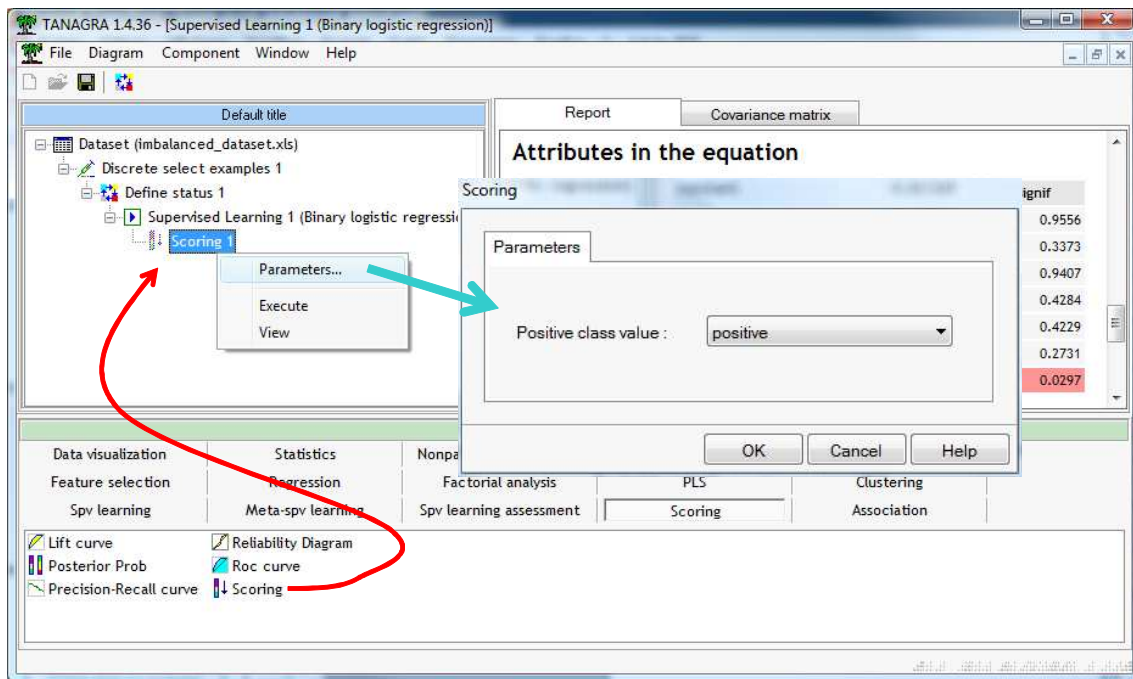 TANAGRA 1.4.36 - [Supervised Learning 1 (Binary logistic regression)]
File Diagram Component Window Help
Default title
Dataset (imbalanced_dataset.xls)
Discrete select examples 1
Define status 1
Supervised Learning 1 (Binary logistic regressi
Scoring 1
Parameters...
Execute
View
Report Covariance matrix
Attributes in the equation
ignif
0.9556
0.3373
0.9407
0.4284
0.4229
0.2731
0.0297
Scoring
Parameters
Positive class value : positive
OK Cancel Help
Data visualization Statistics Nonpa
Feature selection Regression Factorial analysis PLS Clustering
Spv learning Meta-spv learning Spv learning assessment Scoring Association
Lift curve Reliability Diagram
Posterior Prob Roc curve
Precision-Recall curve Scoring